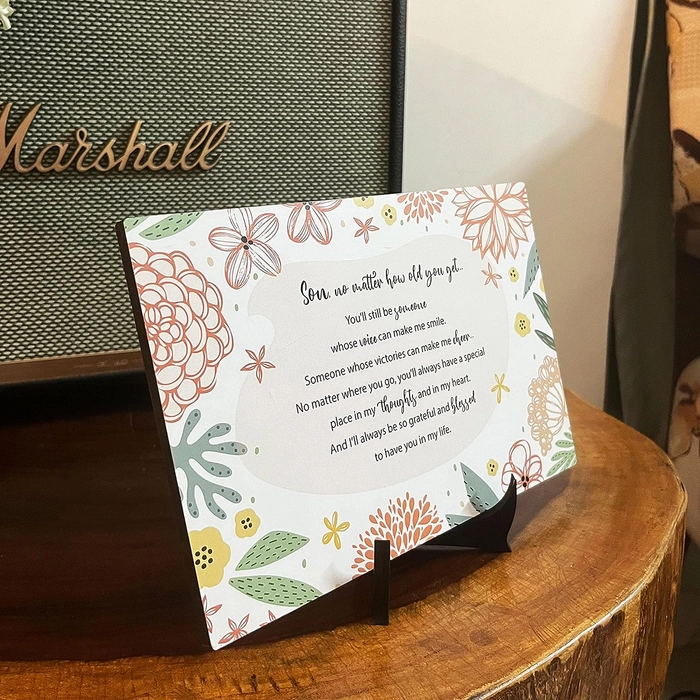 Marshall
Son, no matter how old you get...
You'll still be someone
whose voice can make me smile.
Someone whose victories can make me cheer...
No matter where you go, you'll always have a special
place in my thoughts and in my heart.
And I'll always be so grateful and blessed
to have you in my life.